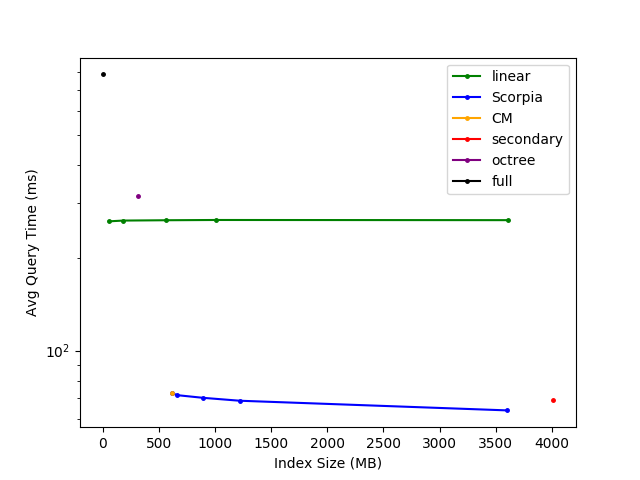 linear
Scorpia
CM
secondary
octree
full
Avg Query Time (ms)
10²
0 500 1000 1500 2000 2500 3000 3500 4000
Index Size (MB)